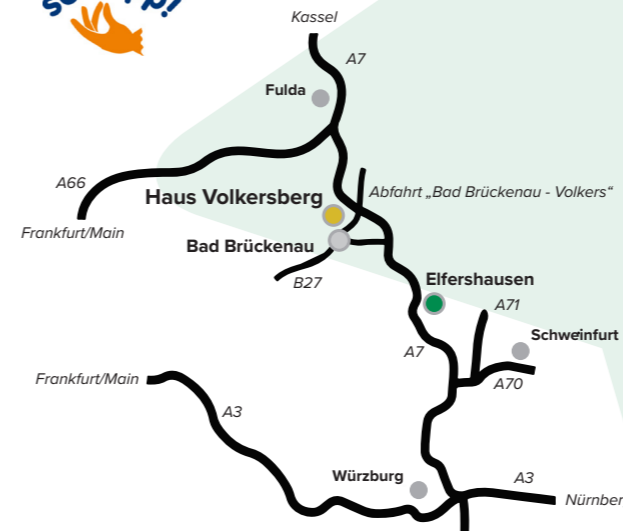 Kassel
A7
Fulda
A66
Haus Volkersberg
Abfahrt „Bad Brückenau - Volkers“
Frankfurt/Main
Bad Brückenau
B27
Elfershausen
A71
Schweinfurt
A7
Frankfurt/Main
A70
A3
Würzburg
A3